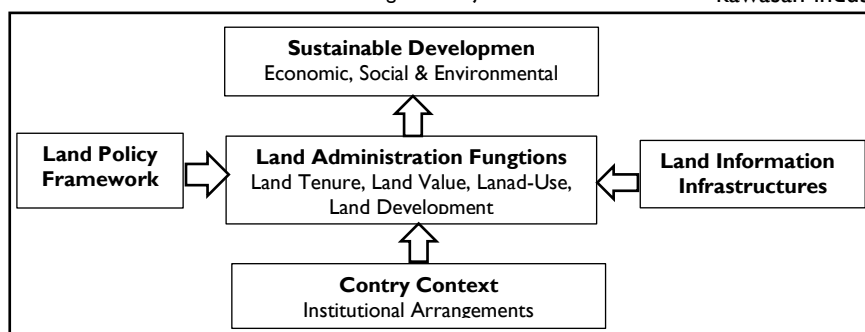 Sustainable Developmen
Economic, Social & Environmental
Land Policy
Framework
Land Administration Fungtions
Land Tenure, Land Value, Lanad-Use,
Land Development
Land Information
Infrastructures
Contry Context
Institutional Arrangements